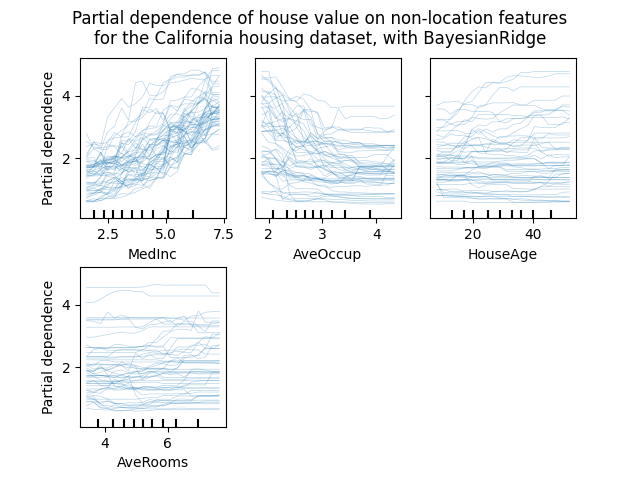 Partial dependence of house value on non-location features
for the California housing dataset, with BayesianRidge
Partial dependence
4
2
2.5 5.0 7.5
MedInc
2 3 4
AveOccup
20 40
HouseAge
Partial dependence
4
2
4 6
AveRooms